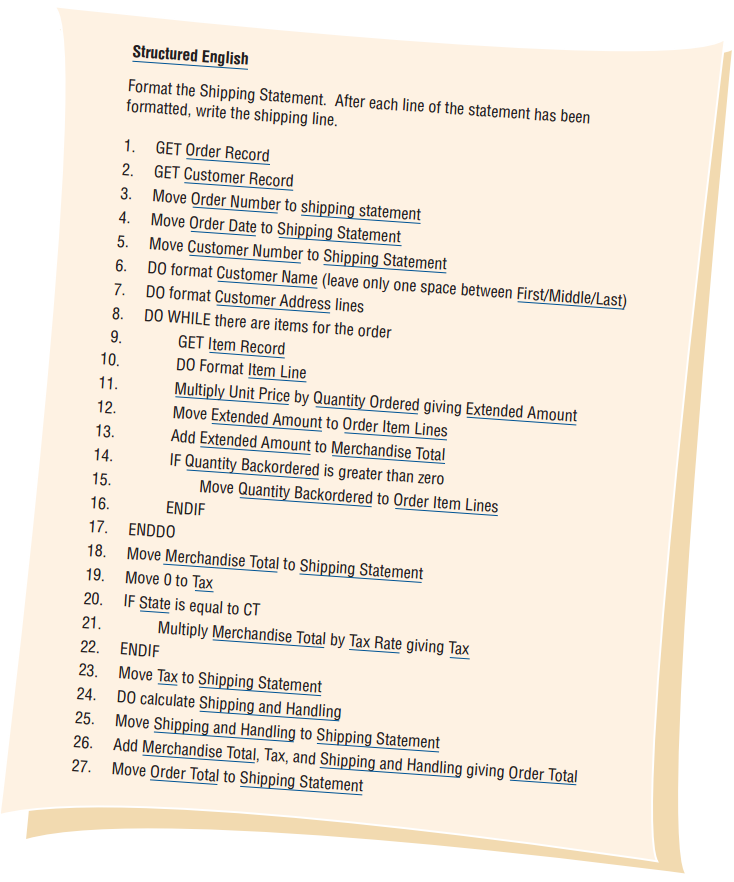 Structured English
Format the Shipping Statement. After each line of the statement has been
formatted, write the shipping line.
1. GET Order Record
2. GET Customer Record
3. Move Order Number to shipping statement
4. Move Order Date to Shipping Statement
5. Move Customer Number to Shipping Statement
6. DO format Customer Name (leave only one space between First/Middle/Last)
7. DO format Customer Address lines
8. DO WHILE there are items for the order
9. GET Item Record
10. DO Format Item Line
11. Multiply Unit Price by Quantity Ordered giving Extended Amount
12. Move Extended Amount to Order Item Lines
13. Add Extended Amount to Merchandise Total
14. IF Quantity Backordered is greater than zero
15. Move Quantity Backordered to Order Item Lines
16. ENDIF
17. ENDDO
18. Move Merchandise Total to Shipping Statement
19. Move 0 to Tax
20. IF State is equal to CT
21. Multiply Merchandise Total by Tax Rate giving Tax
22. ENDIF
23. Move Tax to Shipping Statement
24. DO calculate Shipping and Handling
25. Move Shipping and Handling to Shipping Statement
26. Add Merchandise Total, Tax, and Shipping and Handling giving Order Total
27. Move Order Total to Shipping Statement